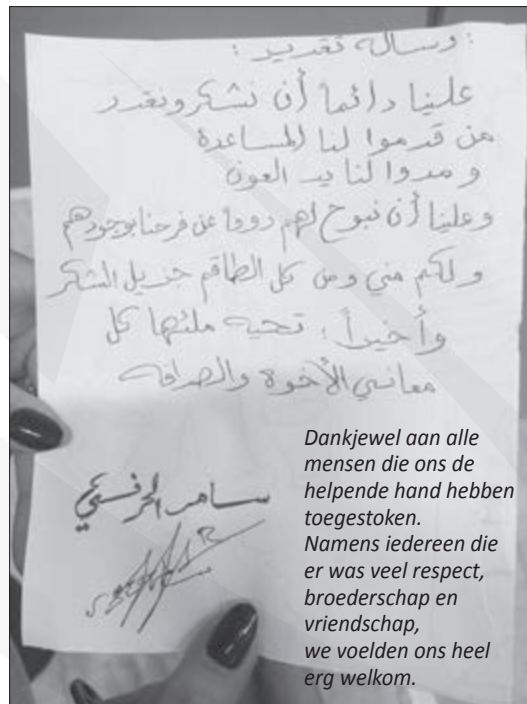 رسالة تقدير :
علينا دائما أن نشكر ونقدر
من قدموا لنا المساعدة
و مدوا لنا يد العون
وعلينا أن نبوح لهم دوما عن فرحنا بوجودهم
ولكم مني ومن كل الطاقم جزيل الشكر
وأخيراً : تحية ملئها كل
معاني الأخوة والصداقة
سامر
Dankjewel aan alle
mensen die ons de
helpende hand hebben
toegestoken.
Namens iedereen die
er was veel respect,
broederschap en
vriendschap,
we voelden ons heel
erg welkom.